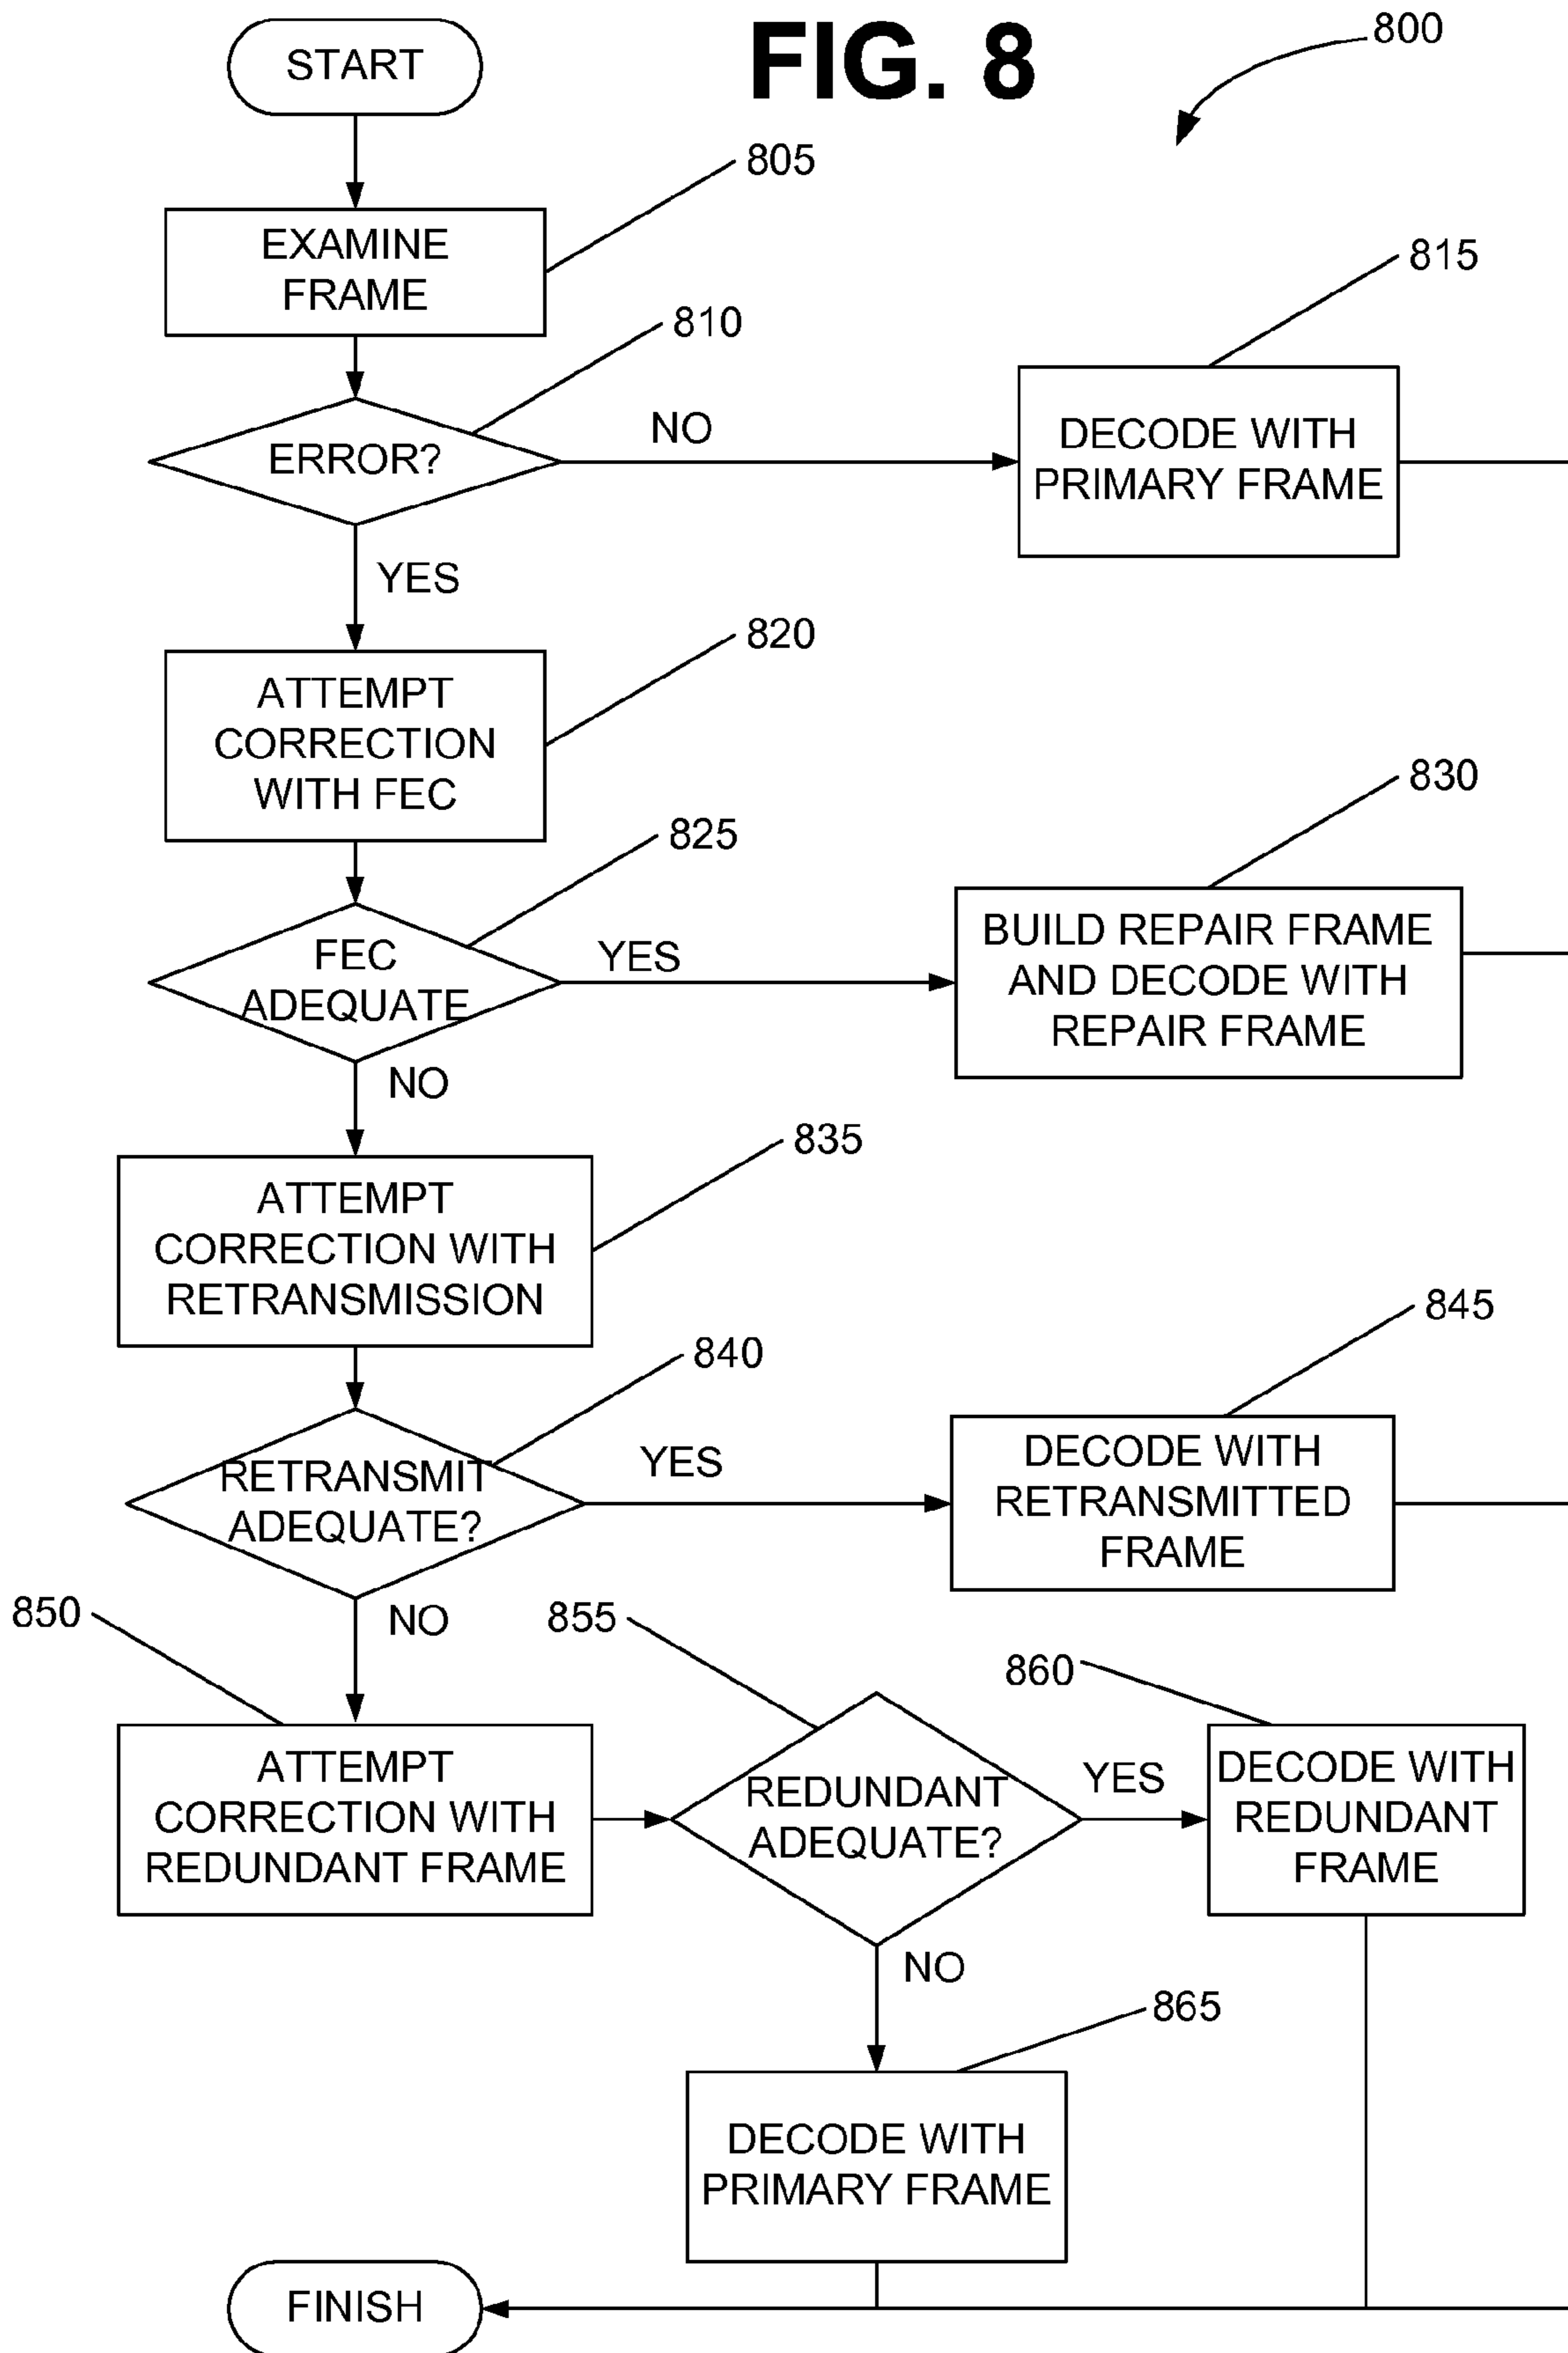 START
FIG. 8
800
805
EXAMINE
FRAME
810
815
ERROR?
NO
DECODE WITH
PRIMARY FRAME
YES
820
ATTEMPT
CORRECTION
WITH FEC
825
830
FEC
ADEQUATE
YES
BUILD REPAIR FRAME
AND DECODE WITH
REPAIR FRAME
NO
835
ATTEMPT
CORRECTION WITH
RETRANSMISSION
840
845
RETRANSMIT
ADEQUATE?
YES
DECODE WITH
RETRANSMITTED
FRAME
NO
850
855
860
ATTEMPT
CORRECTION WITH
REDUNDANT FRAME
REDUNDANT
ADEQUATE?
YES
DECODE WITH
REDUNDANT
FRAME
NO
865
DECODE WITH
PRIMARY FRAME
FINISH